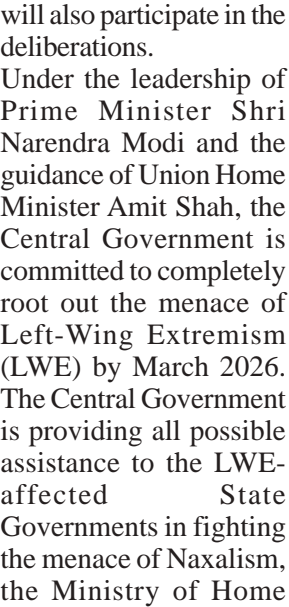 will also participate in the
deliberations.
Under the leadership of
Prime Minister Shri
Narendra Modi and the
guidance of Union Home
Minister Amit Shah, the
Central Government is
committed to completely
root out the menace of
Left-Wing Extremism
(LWE) by March 2026.
The Central Government
is providing all possible
assistance to the LWE-
affected State
Governments in fighting
the menace of Naxalism,
the Ministry of Home